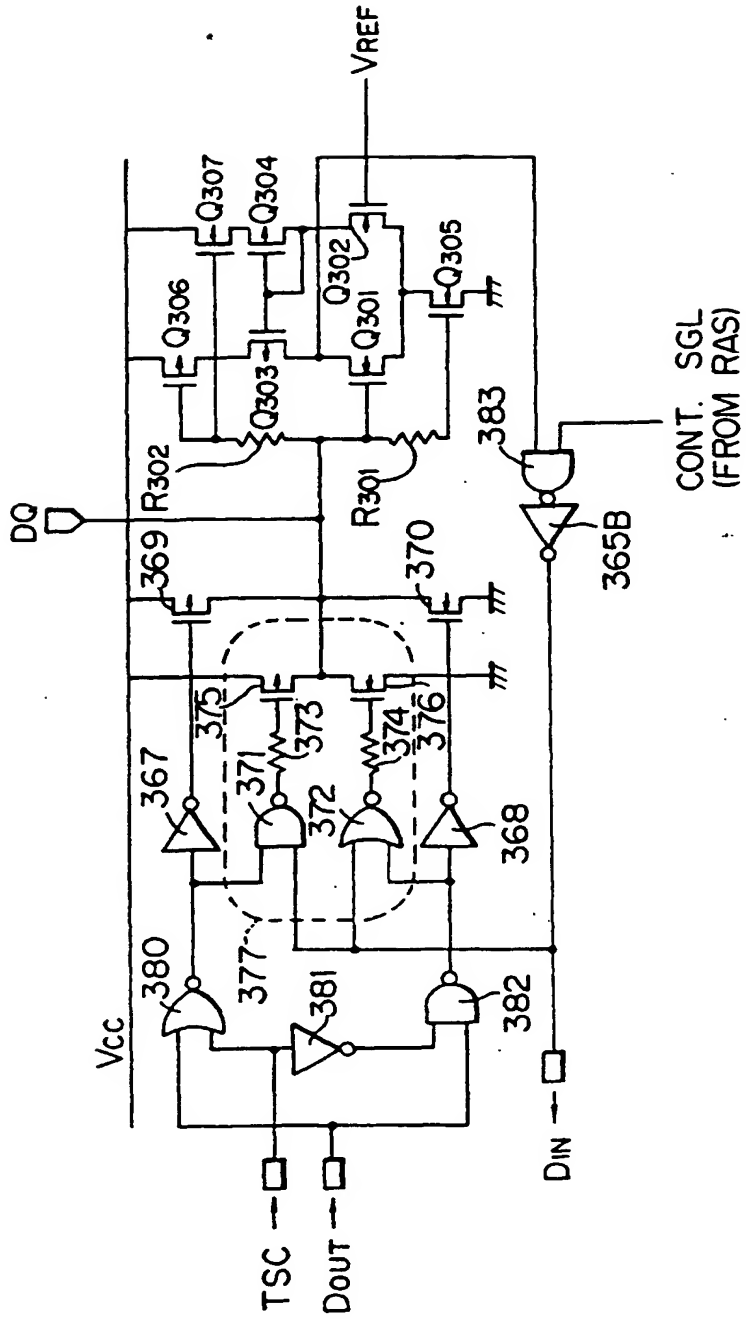 DQ
VCC
VREF
Q306
Q307
Q304
Q303
Q302
Q301
Q305
R302
R301
369
370
367
375
371
373
372
374
376
368
377
380
381
382
383
365B
TSC
DOUT
DIN
CONT. SGL
(FROM RAS)